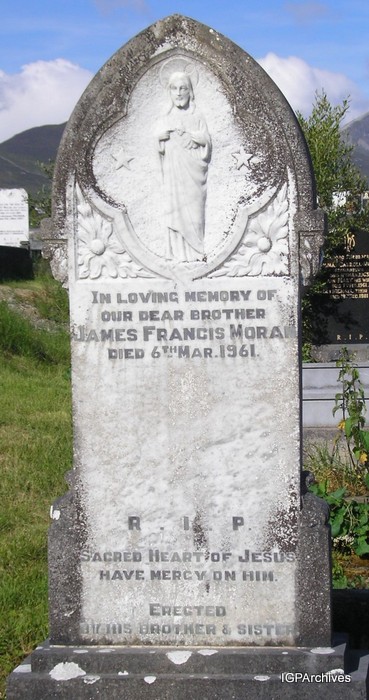 In loving memory of
our dear brother
James Francis Moran
died 6th Mar. 1961.
R. I. P.
Sacred Heart of Jesus
have mercy on him.
Erected
by his brother & sister
R.I.P.
IGPArchives